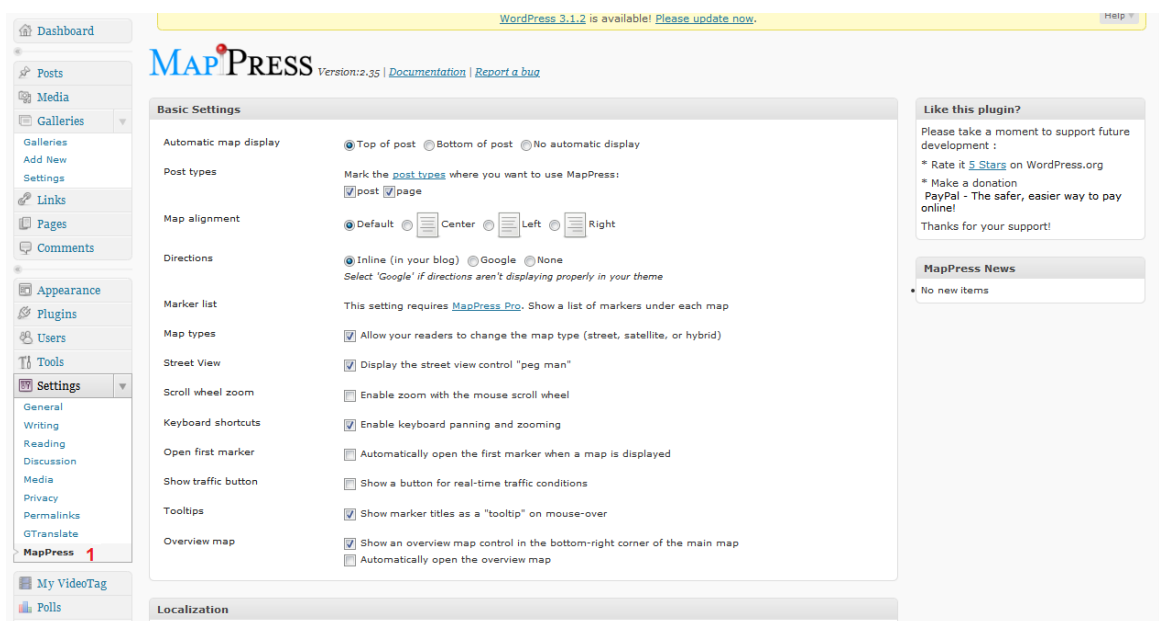 WordPress 3.1.2 is available! Please update now.
Help
Dashboard
Posts
Media
Galleries
Galleries
Add New
Settings
Links
Pages
Comments
Appearance
Plugins
Users
Tools
Settings
General
Writing
Reading
Discussion
Media
Privacy
Permalinks
GTranslate
MapPress 1
My VideoTag
Polls
MAPPRESS Version:2.35 | Documentation | Report a bug
Basic Settings
Automatic map display Top of post Bottom of post No automatic display
Post types Mark the post types where you want to use MapPress:
post page
Map alignment Default Center Left Right
Directions Inline (in your blog) Google None
Select 'Google' if directions aren't displaying properly in your theme
Marker list This setting requires MapPress Pro. Show a list of markers under each map
Map types Allow your readers to change the map type (street, satellite, or hybrid)
Street View Display the street view control "peg man"
Scroll wheel zoom Enable zoom with the mouse scroll wheel
Keyboard shortcuts Enable keyboard panning and zooming
Open first marker Automatically open the first marker when a map is displayed
Show traffic button Show a button for real-time traffic conditions
Tooltips Show marker titles as a "tooltip" on mouse-over
Overview map Show an overview map control in the bottom-right corner of the main map
Automatically open the overview map
Localization
Like this plugin?
Please take a moment to support future
development :
* Rate it 5 Stars on WordPress.org
* Make a donation
PayPal - The safer, easier way to pay
online!
Thanks for your support!
MapPress News
No new items